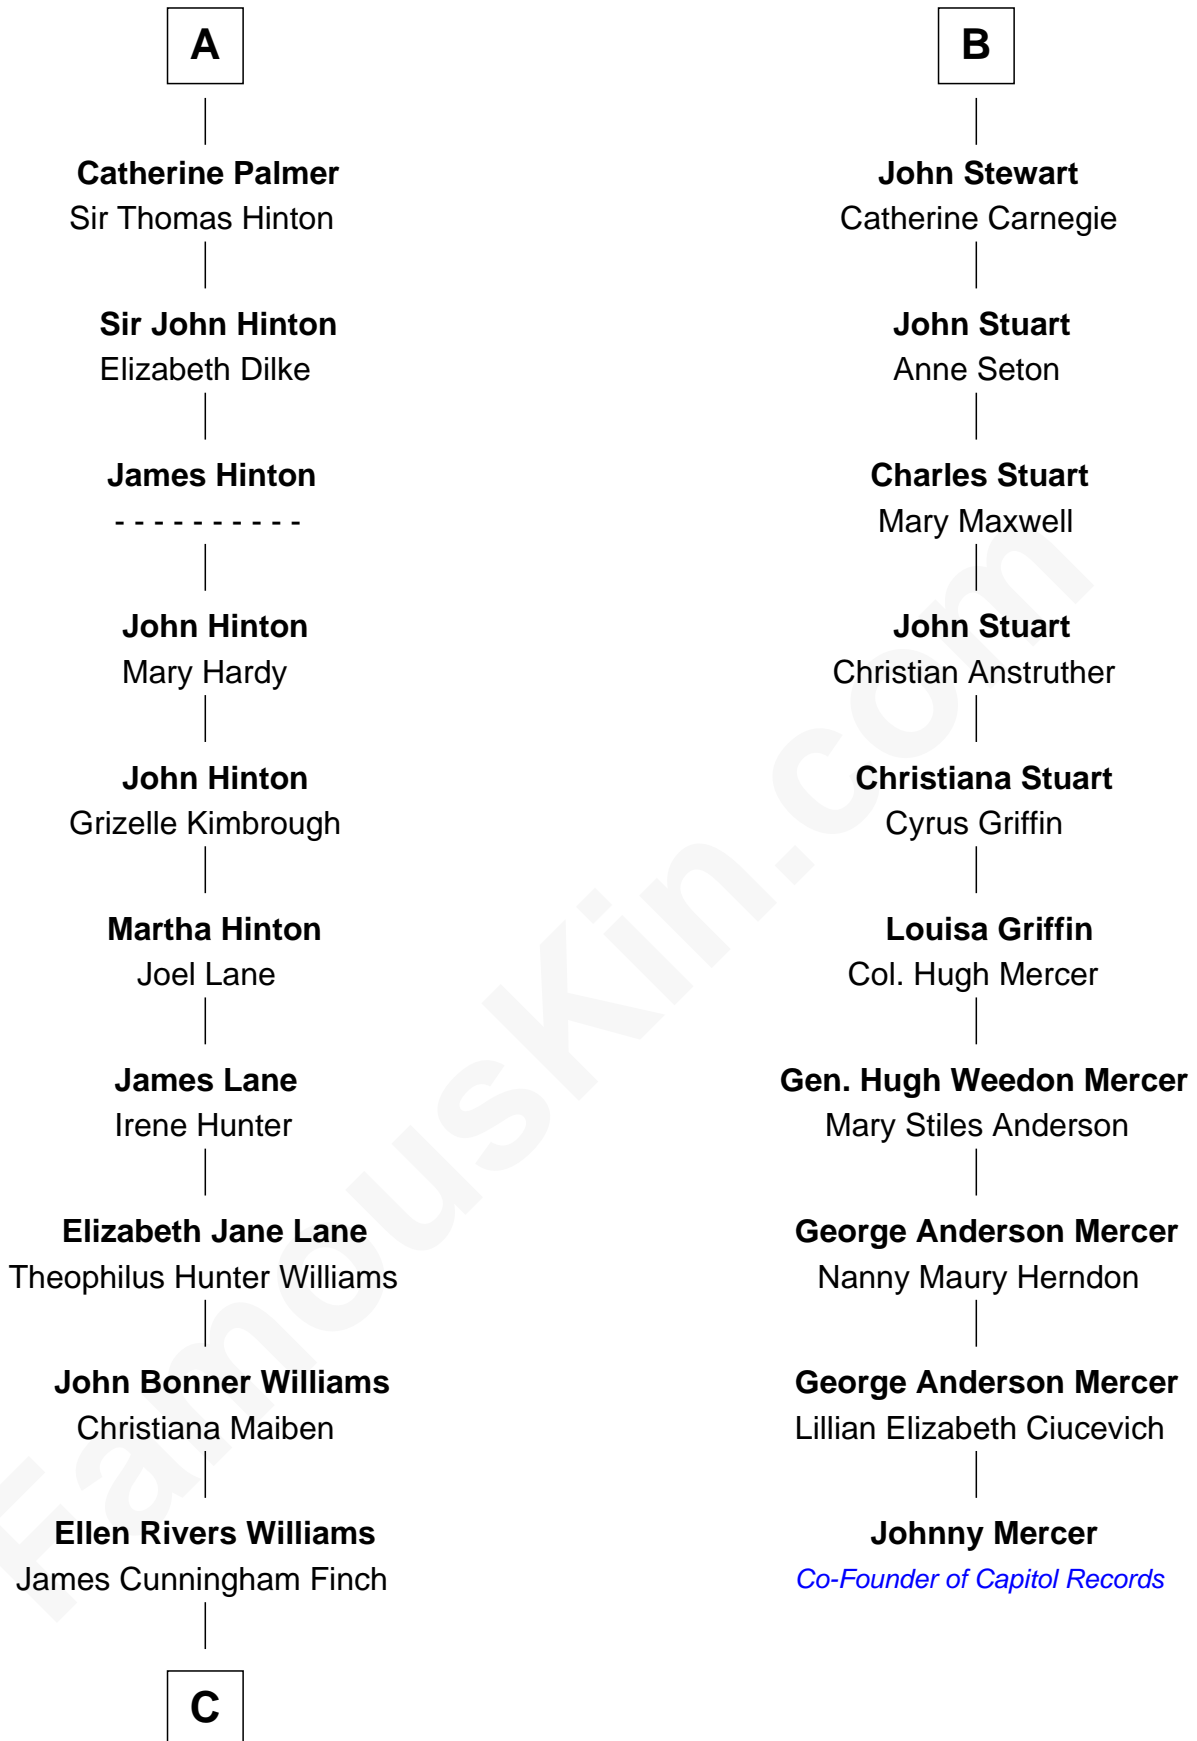 A
Catherine Palmer
Sir Thomas Hinton
Sir John Hinton
Elizabeth Dilke
James Hinton
- - - - - - - - - -
John Hinton
Mary Hardy
John Hinton
Grizelle Kimbrough
Martha Hinton
Joel Lane
James Lane
Irene Hunter
Elizabeth Jane Lane
Theophilus Hunter Williams
John Bonner Williams
Christiana Maiben
Ellen Rivers Williams
James Cunningham Finch
C
B
John Stewart
Catherine Carnegie
John Stuart
Anne Seton
Charles Stuart
Mary Maxwell
John Stuart
Christian Anstruther
Christiana Stuart
Cyrus Griffin
Louisa Griffin
Col. Hugh Mercer
Gen. Hugh Weedon Mercer
Mary Stiles Anderson
George Anderson Mercer
Nanny Maury Herndon
George Anderson Mercer
Lillian Elizabeth Ciucevich
Johnny Mercer
Co-Founder of Capitol Records
FamousKin.com